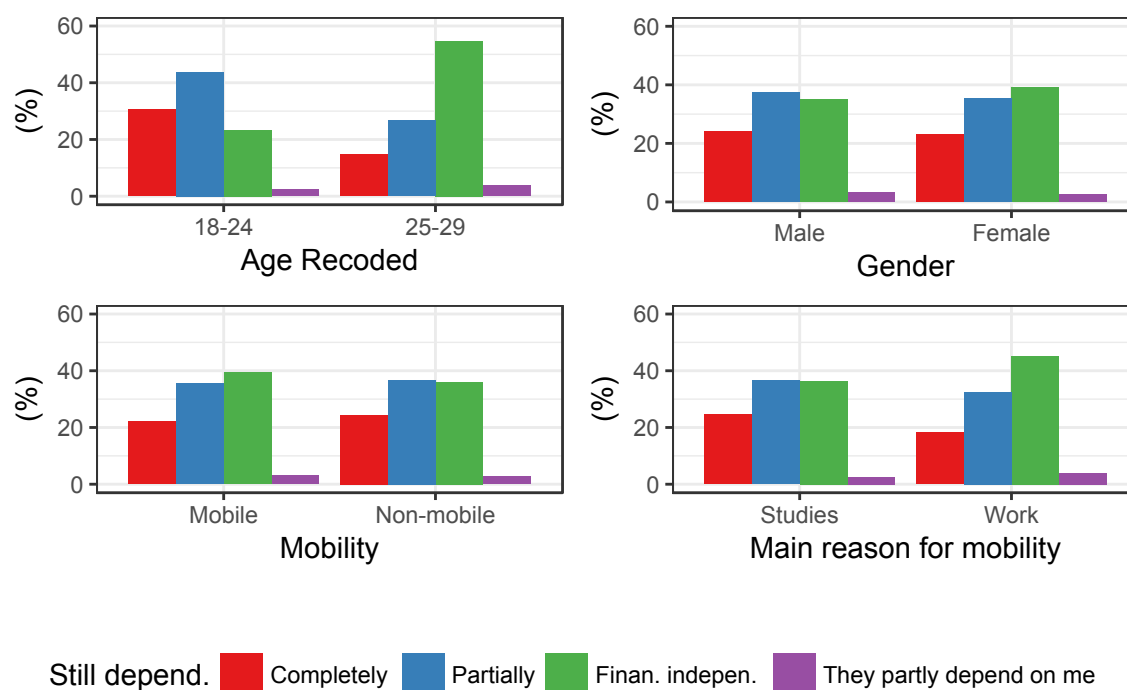 60
40
20
0
(%)
18-24 25-29
Age Recoded
60
40
20
0
(%)
Male Female
Gender
60
40
20
0
(%)
Mobile Non-mobile
Mobility
60
40
20
0
(%)
Studies Work
Main reason for mobility
Still depend. Completely Partially Finan. indepen. They partly depend on me